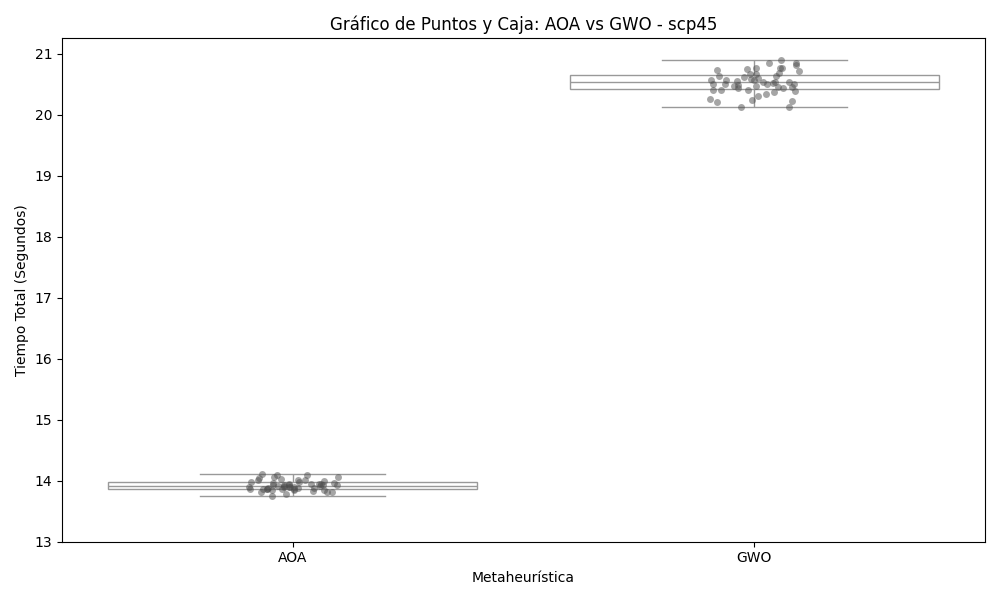 Gráfico de Puntos y Caja: AOA vs GWO - scp45
21
20
19
18
17
16
15
14
13
Tiempo Total (Segundos)
AOA
GWO
Metaheurística